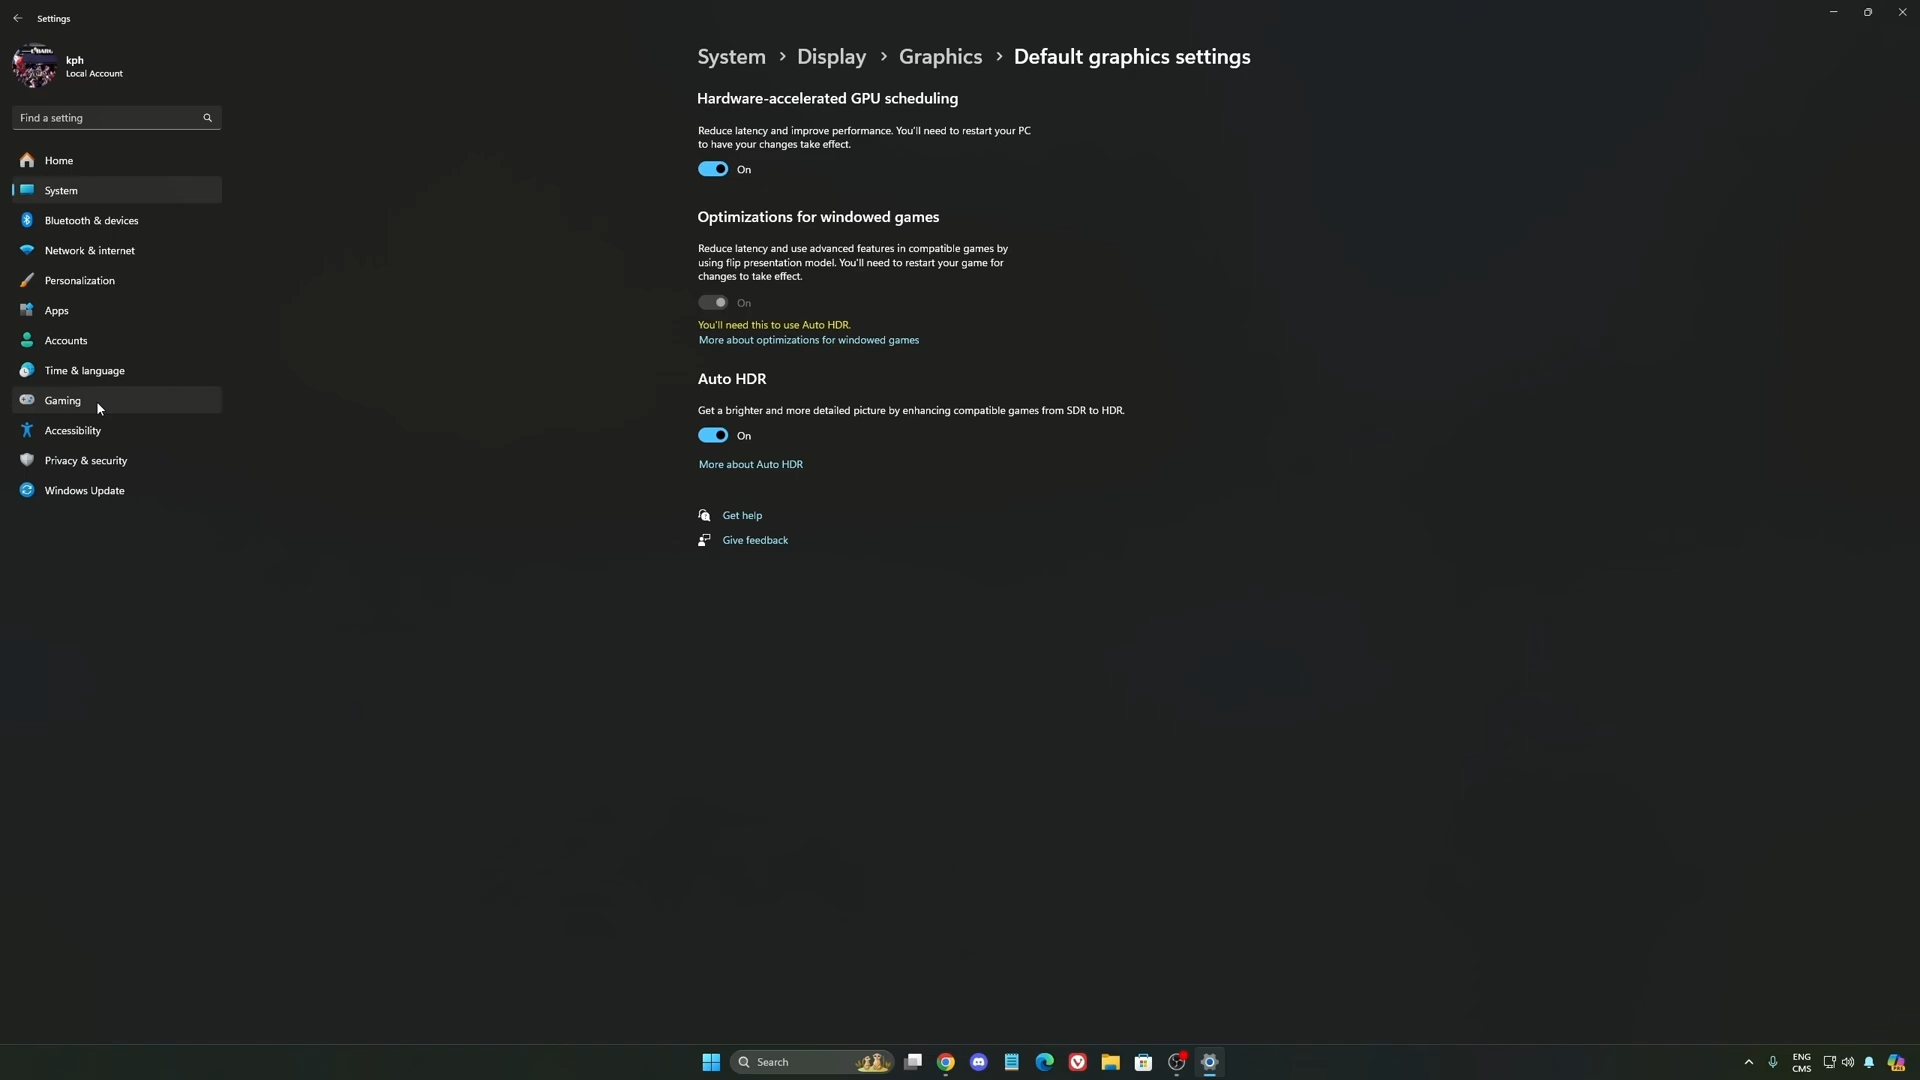 Settings
kph
Local Account
Find a setting
Home
System
Bluetooth & devices
Network & internet
Personalization
Apps
Accounts
Time & language
Gaming
Accessibility
Privacy & security
Windows Update
System > Display > Graphics > Default graphics settings
Hardware-accelerated GPU scheduling
Reduce latency and improve performance. You'll need to restart your PC
to have your changes take effect.
On
Optimizations for windowed games
Reduce latency and use advanced features in compatible games by
using flip presentation model. You'll need to restart your game for
changes to take effect.
On
You'll need this to use Auto HDR.
More about optimizations for windowed games
Auto HDR
Get a brighter and more detailed picture by enhancing compatible games from SDR to HDR.
On
More about Auto HDR
Get help
Give feedback
Search
ENG
CMS